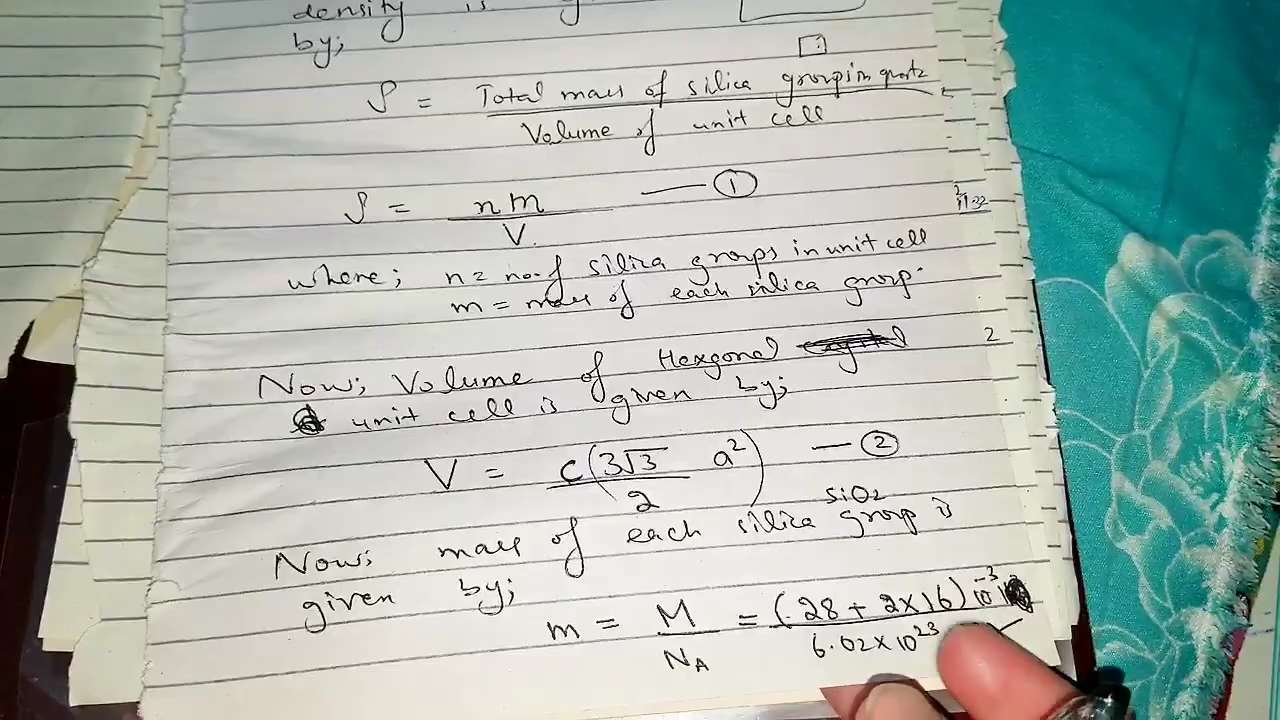 density is
by;
ρ = Total mass of silica group in quartz
Volume of unit cell
ρ = nm / V. —— ①
where; n = no. of silica groups in unit cell
m = mass of each silica group.
Now; Volume of Hexgonal
unit cell is given by;
V = c(3√3 a²) / 2 — ②
SiO2
Now; mass of each silica group is
given by;
m = M / NA = (28 + 2×16) 10⁻³ / 6.02×10²³
2